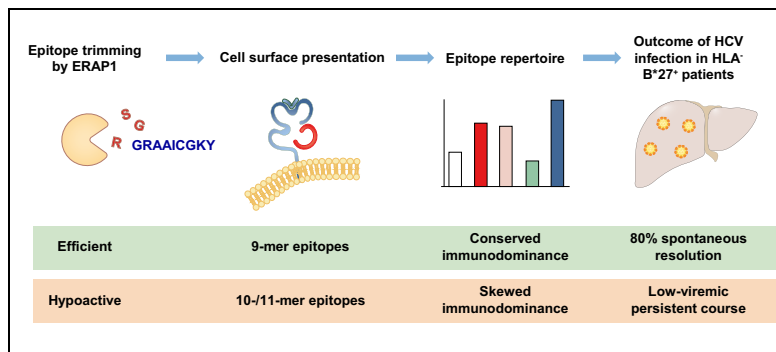 Epitope trimming
by ERAP1
Cell surface presentation
Epitope repertoire
Outcome of HCV
infection in HLA-
B*27+ patients
S
G
R
GRAAICGKY
Efficient
9-mer epitopes
Conserved
immunodominance
80% spontaneous
resolution
Hypoactive
10-/11-mer epitopes
Skewed
immunodominance
Low-viremic
persistent course